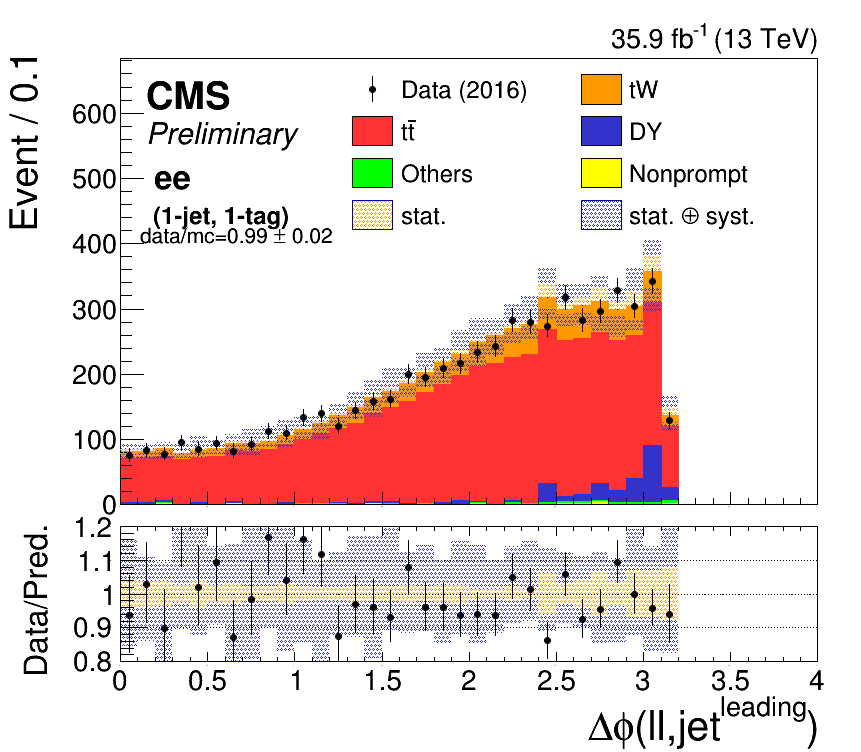 35.9 fb⁻¹ (13 TeV)
Event / 0.1
CMS
Preliminary
ee
(1-jet, 1-tag)
data/mc=0.99 ± 0.02
Data (2016)
tW
tt̄
DY
Others
Nonprompt
stat.
stat. ⊕ syst.
600
500
400
300
200
100
0
Data/Pred.
1.2
1.1
1
0.9
0.8
0 0.5 1 1.5 2 2.5 3 3.5 4
Δϕ(ll,jet^leading)